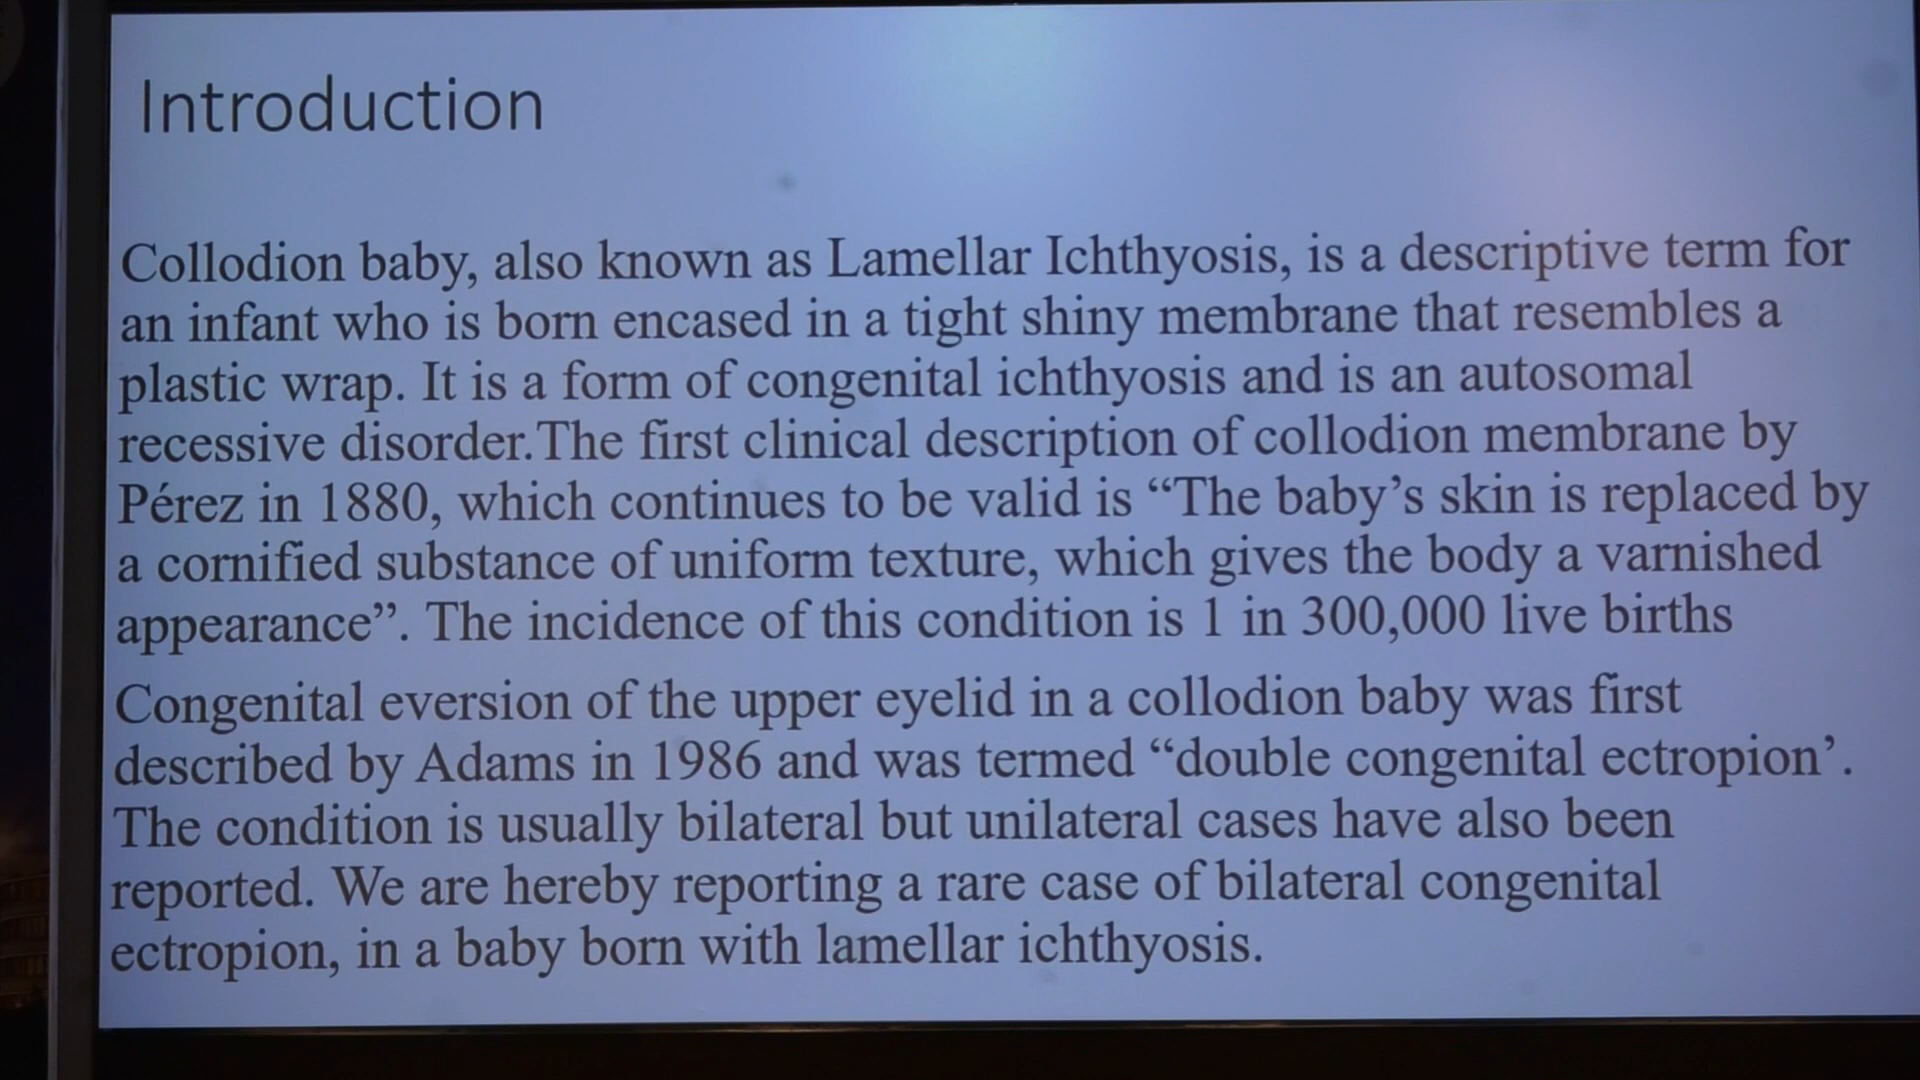 Introduction
Collodion baby, also known as Lamellar Ichthyosis, is a descriptive term for
an infant who is born encased in a tight shiny membrane that resembles a
plastic wrap. It is a form of congenital ichthyosis and is an autosomal
recessive disorder.The first clinical description of collodion membrane by
Pérez in 1880, which continues to be valid is “The baby’s skin is replaced by
a cornified substance of uniform texture, which gives the body a varnished
appearance”. The incidence of this condition is 1 in 300,000 live births
Congenital eversion of the upper eyelid in a collodion baby was first
described by Adams in 1986 and was termed “double congenital ectropion’.
The condition is usually bilateral but unilateral cases have also been
reported. We are hereby reporting a rare case of bilateral congenital
ectropion, in a baby born with lamellar ichthyosis.